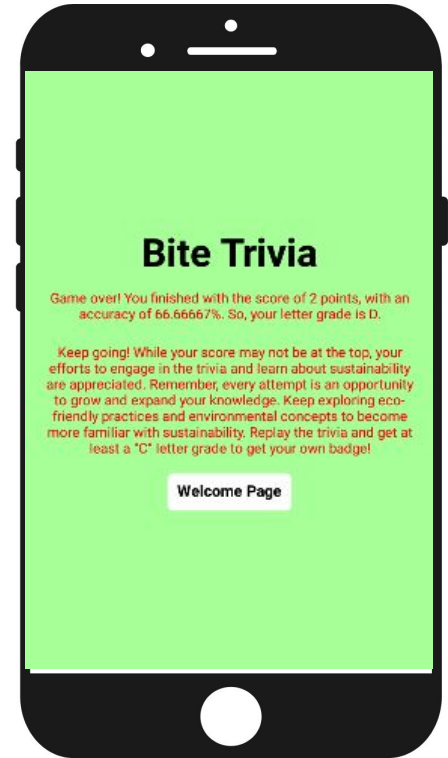 Bite Trivia
Game over! You finished with the score of 2 points, with an
accuracy of 66.66667%. So, your letter grade is D.
Keep going! While your score may not be at the top, your
efforts to engage in the trivia and learn about sustainability
are appreciated. Remember, every attempt is an opportunity
to grow and expand your knowledge. Keep exploring eco-
friendly practices and environmental concepts to become
more familiar with sustainability. Replay the trivia and get at
least a "C" letter grade to get your own badge!
Welcome Page